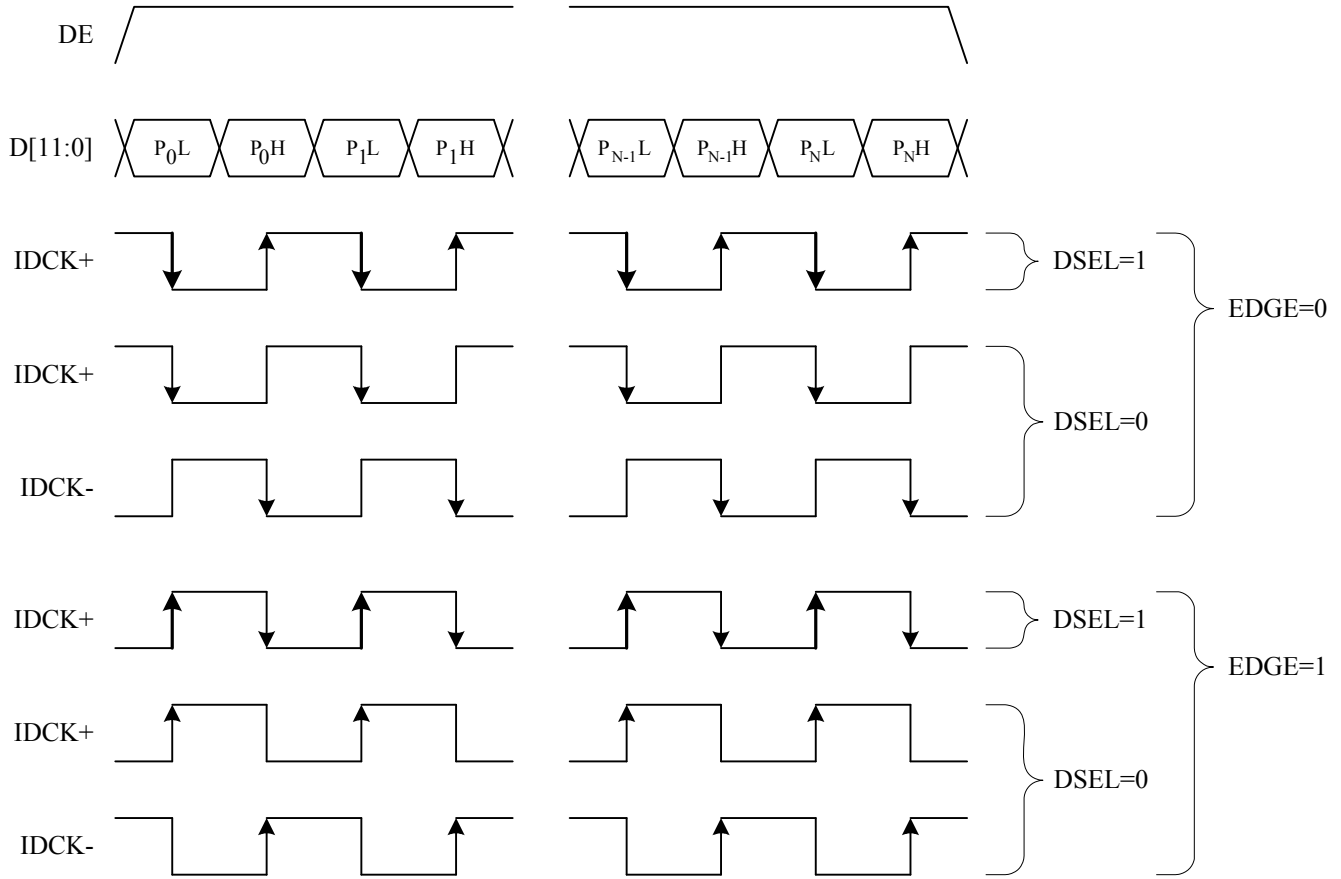 DE
D[11:0] P0L P0H P1L P1H PN-1L PN-1H PNL PNH
IDCK+ DSEL=1
EDGE=0
IDCK+
DSEL=0
IDCK-
IDCK+ DSEL=1
EDGE=1
IDCK+
DSEL=0
IDCK-